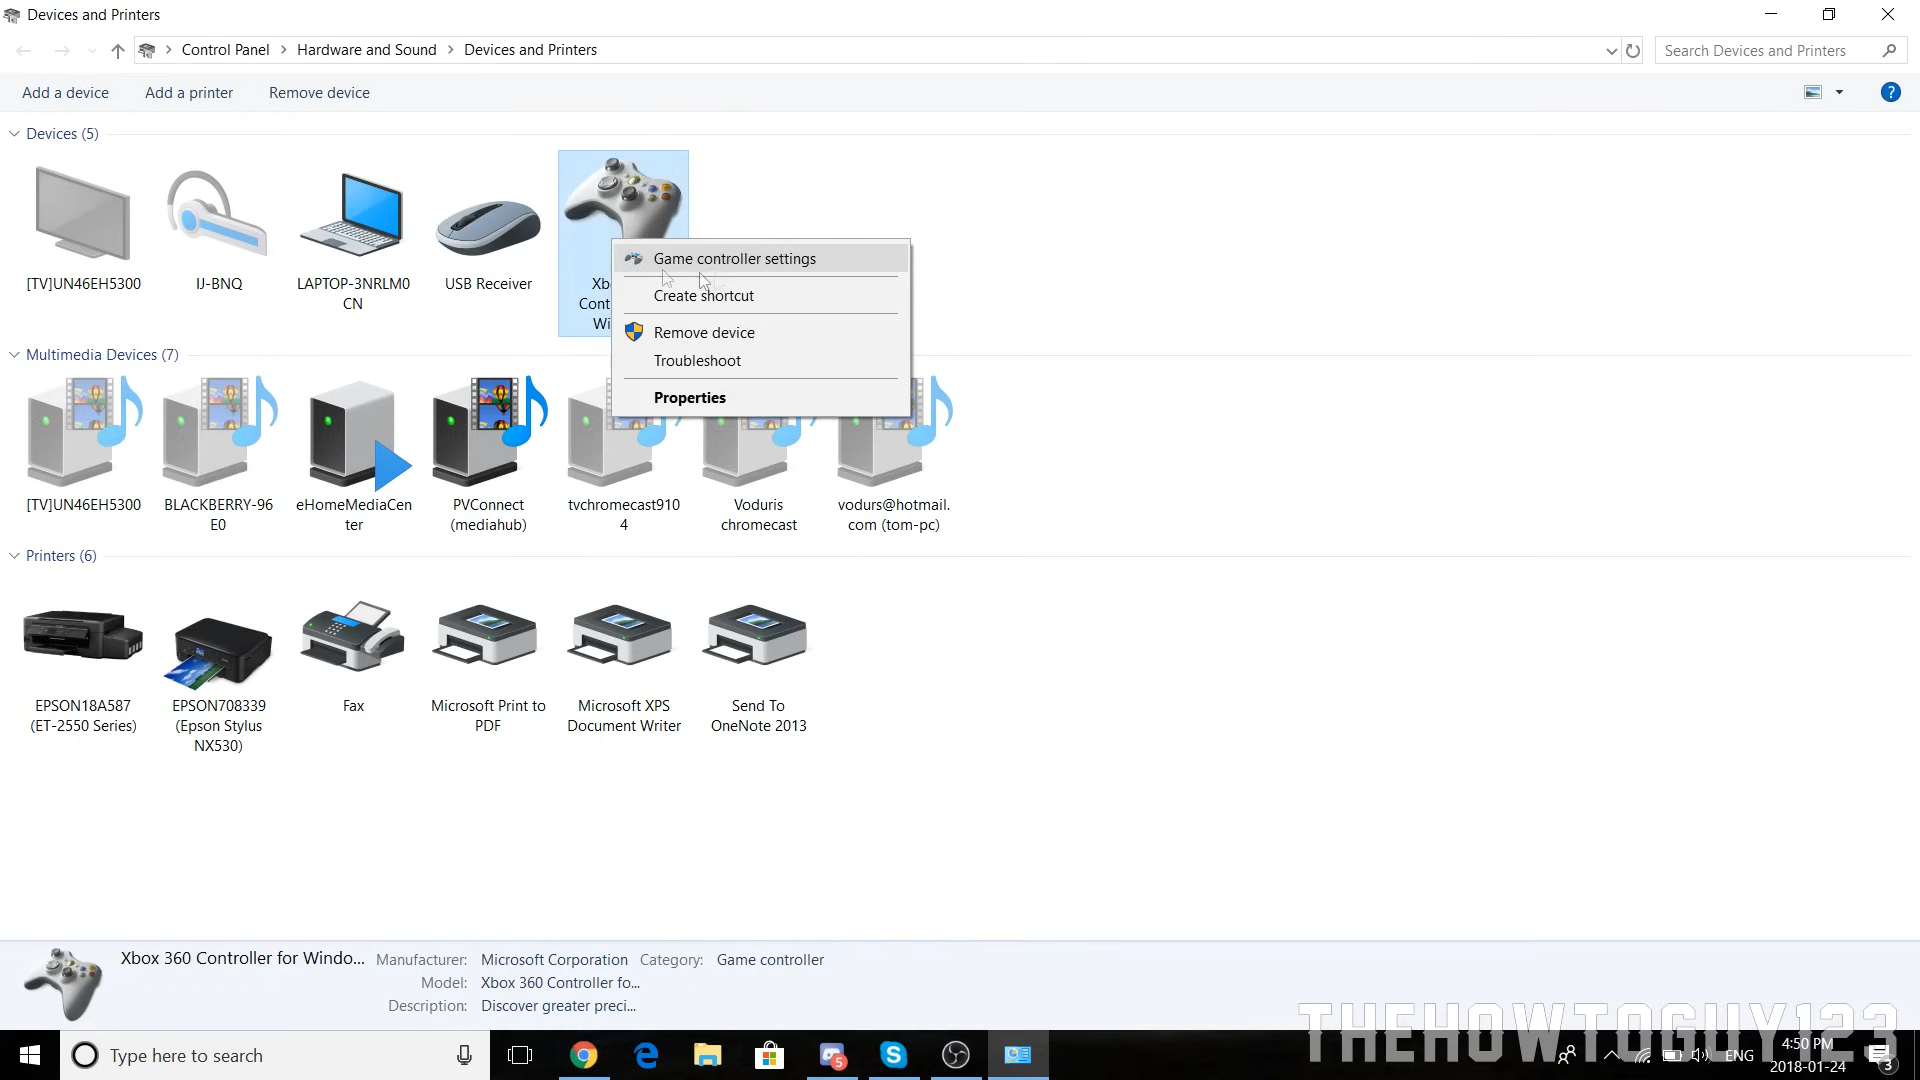 Devices and Printers
Control Panel > Hardware and Sound > Devices and Printers
Search Devices and Printers
Add a device
Add a printer
Remove device
Devices (5)
[TV]UN46EH5300
IJ-BNQ
LAPTOP-3NRLM0
CN
USB Receiver
Game controller settings
Create shortcut
Remove device
Troubleshoot
Properties
Multimedia Devices (7)
[TV]UN46EH5300
BLACKBERRY-96
E0
eHomeMediaCen
ter
PVConnect
(mediahub)
tvchromecast910
4
Voduris
chromecast
vodurs@hotmail.
com (tom-pc)
Printers (6)
EPSON18A587
(ET-2550 Series)
EPSON708339
(Epson Stylus
NX530)
Fax
Microsoft Print to
PDF
Microsoft XPS
Document Writer
Send To
OneNote 2013
Xbox 360 Controller for Windo...
Manufacturer: Microsoft Corporation
Category: Game controller
Model: Xbox 360 Controller fo...
Description: Discover greater preci...
THEHOWTOGUY123
Type here to search
5
ENG
4:50 PM
2018-01-24
3